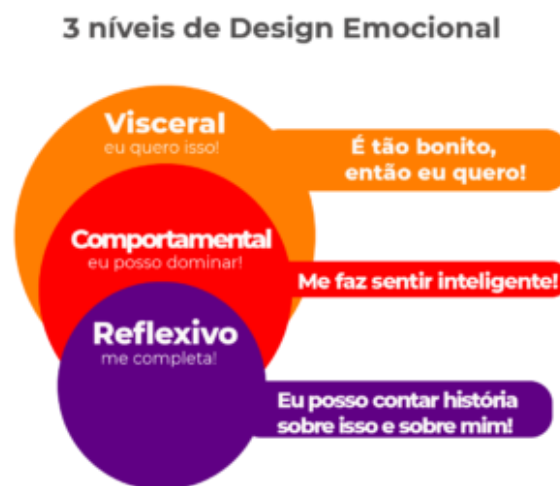 3 níveis de Design Emocional
Visceral
eu quero isso!
É tão bonito,
então eu quero!
Comportamental
eu posso dominar!
Me faz sentir inteligente!
Reflexivo
me completa!
Eu posso contar história
sobre isso e sobre mim!